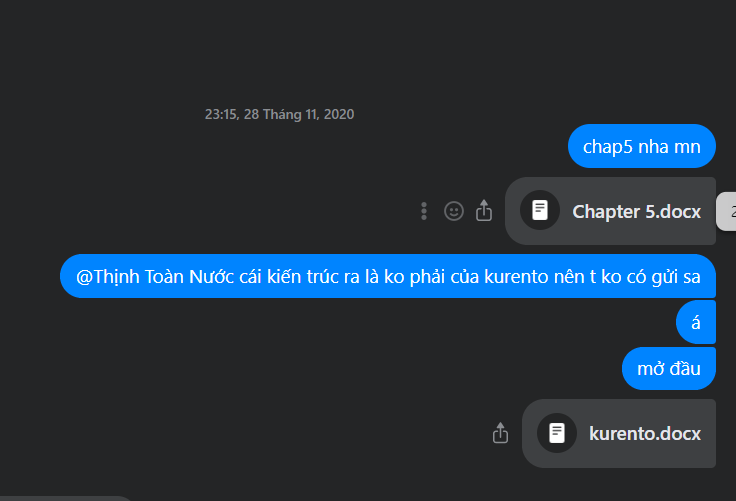 23:15, 28 Tháng 11, 2020
chap5 nha mn
Chapter 5.docx
@Thịnh Toàn Nước cái kiến trúc ra là ko phải của kurento nên t ko có gửi sa
á
mở đầu
kurento.docx